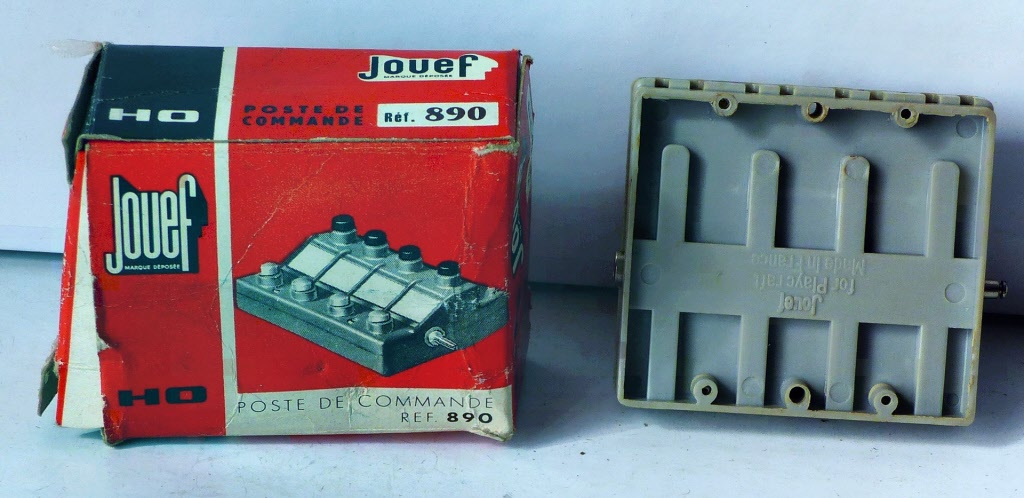 Jouef
MARQUE DÉPOSÉE
HO
POSTE DE
COMMANDE
Réf. 890
Jouef
MARQUE DÉPOSÉE
HO
POSTE DE COMMANDE
REF. 890
Jouef
for Playcraft
Made in France